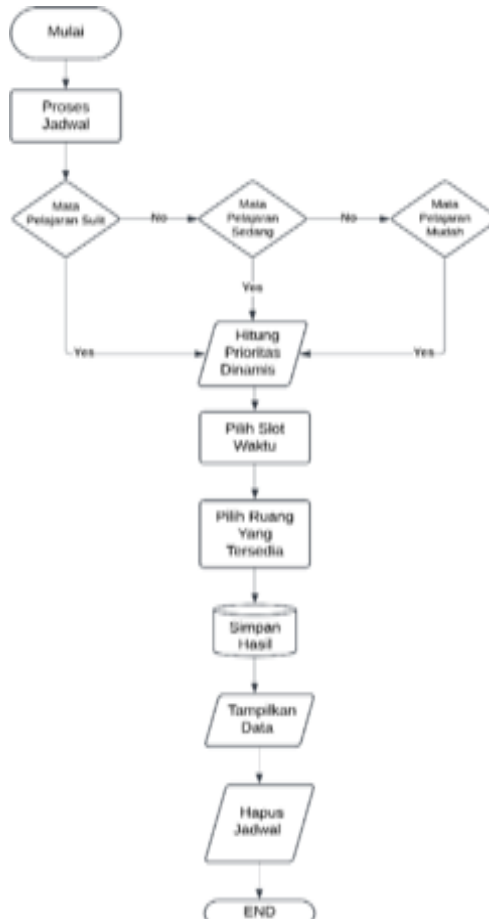 Mulai
Proses
Jadwal
Mata
Pelajaran Sulit
No
Mata
Pelajaran
Sedang
No
Mata
Pelajaran
Mudah
Yes
Yes
Yes
Hitung
Prioritas
Dinamis
Pilih Slot
Waktu
Pilih Ruang
Yang
Tersedia
Simpan
Hasil
Tampilkan
Data
Hapus
Jadwal
END